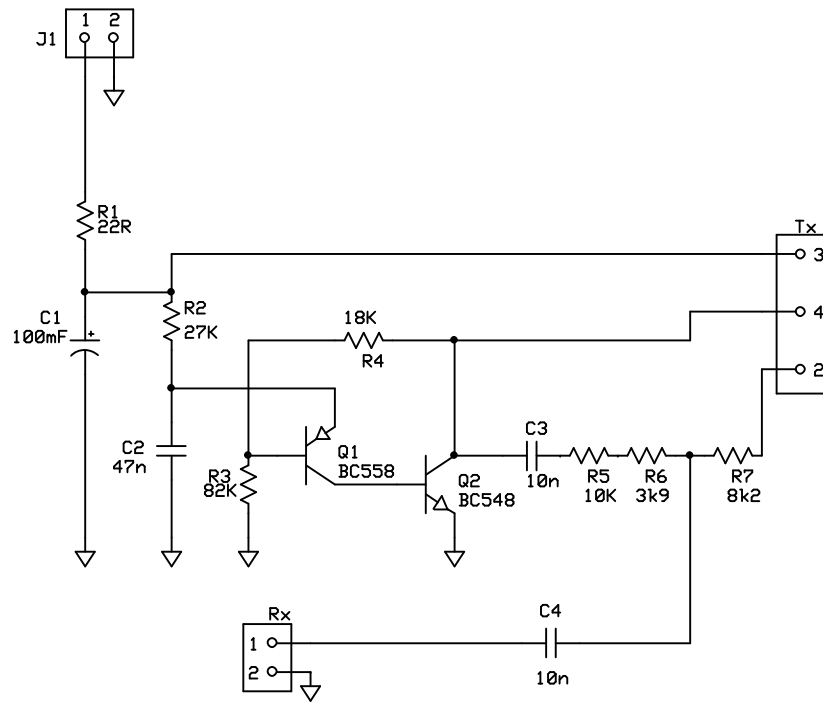 1 2
J1
R1
22R
Tx
3
C1
100mF
+
R2
27K
18K
R4
4
2
C2
47n
R3
82K
Q1
BC558
Q2
BC548
C3
10n
R5
10K
R6
3k9
R7
8k2
Rx
1
2
C4
10n